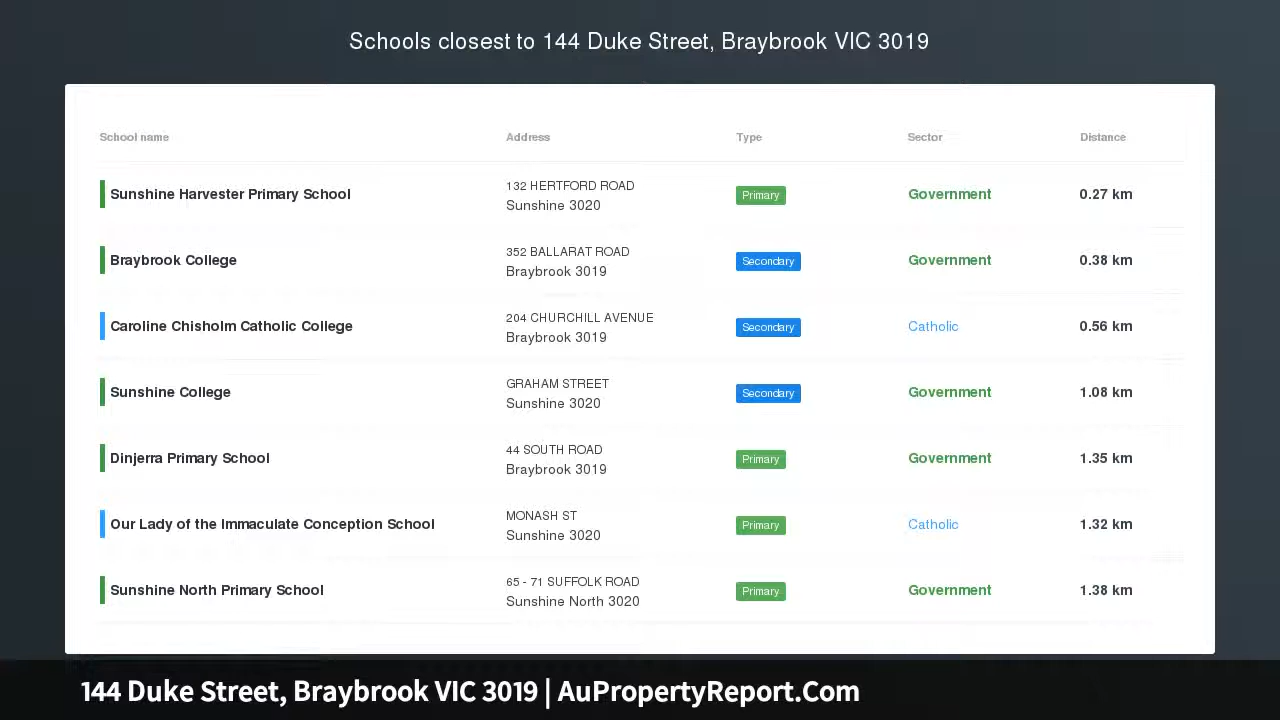 Schools closest to 144 Duke Street, Braybrook VIC 3019
School name Address Type Sector Distance
Sunshine Harvester Primary School 132 HERTFORD ROAD Primary Government 0.27 km
Sunshine 3020
Braybrook College 352 BALLARAT ROAD Secondary Government 0.38 km
Braybrook 3019
Caroline Chisholm Catholic College 204 CHURCHILL AVENUE Secondary Catholic 0.56 km
Braybrook 3019
Sunshine College GRAHAM STREET Secondary Government 1.08 km
Sunshine 3020
Dinjerra Primary School 44 SOUTH ROAD Primary Government 1.35 km
Braybrook 3019
Our Lady of the Immaculate Conception School MONASH ST Primary Catholic 1.32 km
Sunshine 3020
Sunshine North Primary School 65 - 71 SUFFOLK ROAD Primary Government 1.38 km
Sunshine North 3020
144 Duke Street, Braybrook VIC 3019 | AuPropertyReport.Com